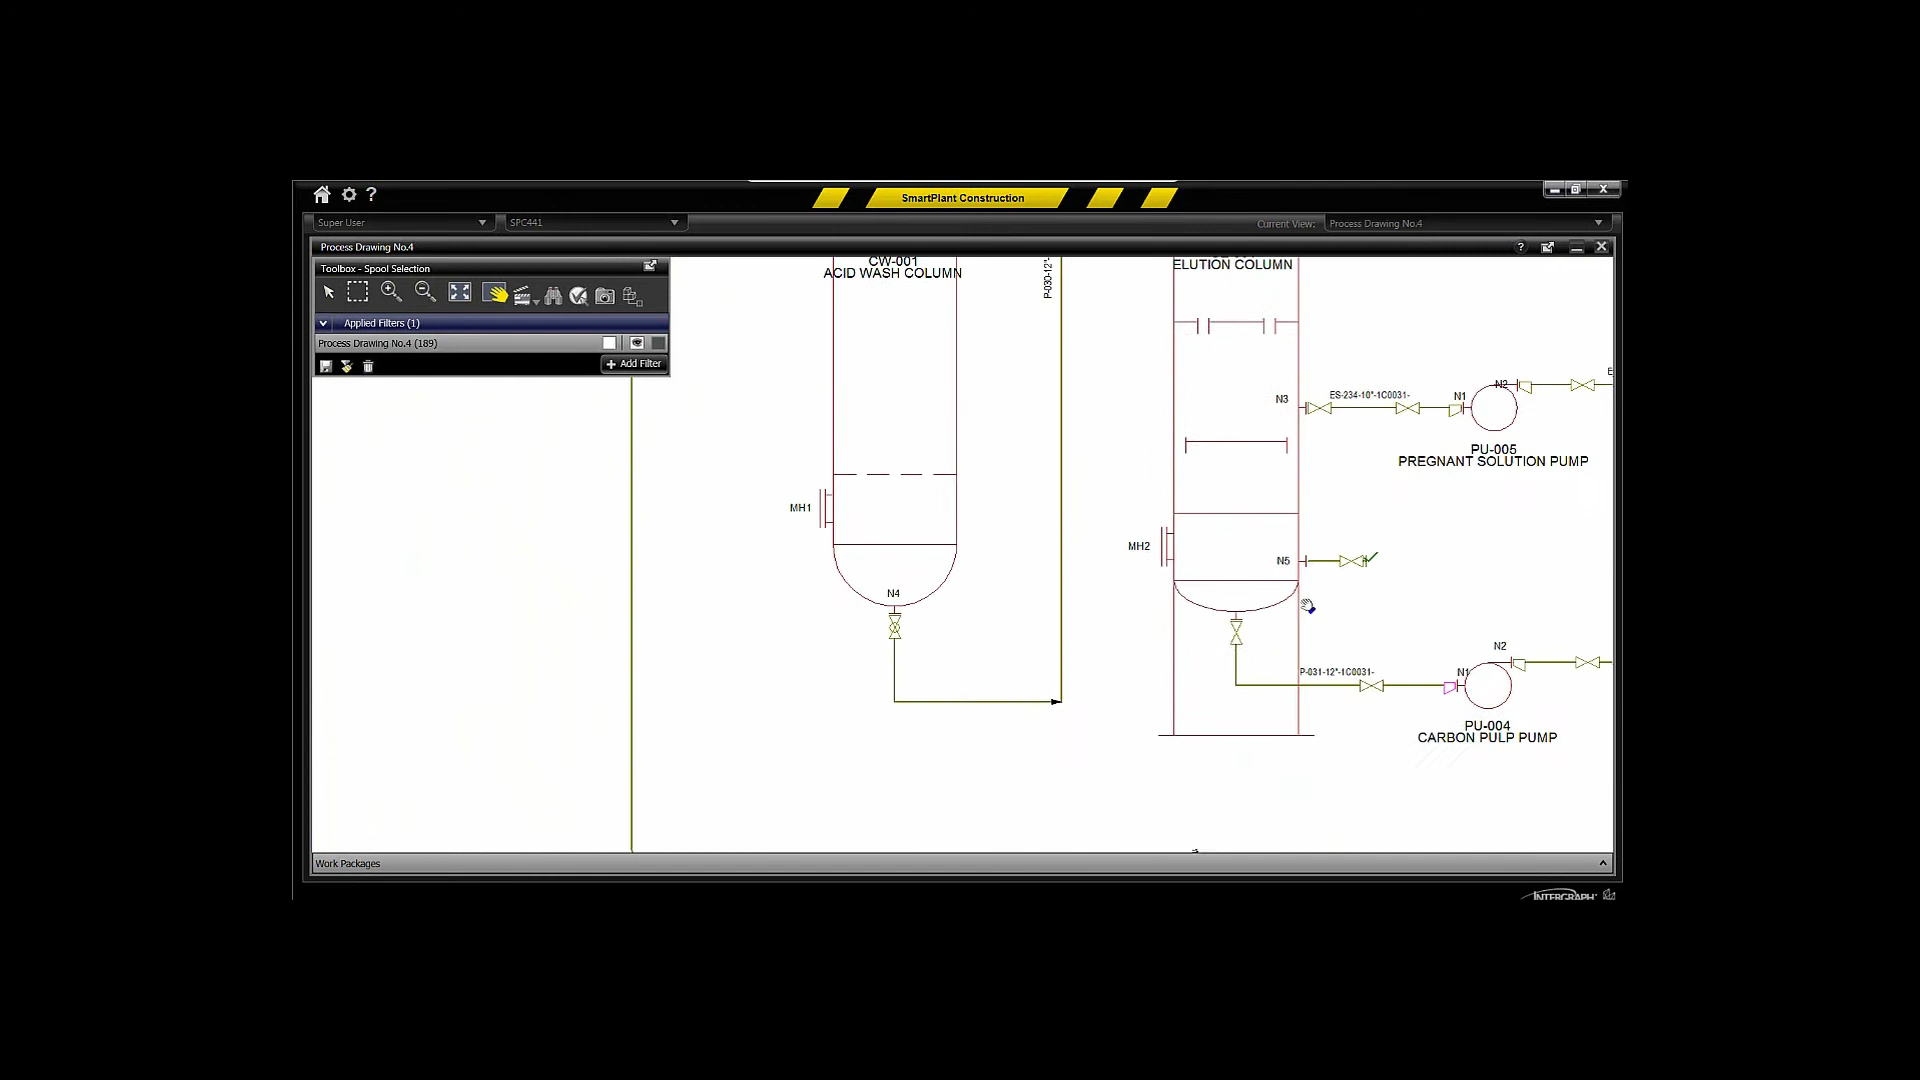 SmartPlant Construction
Super User
SPC441
Current View:
Process Drawing No.4
Process Drawing No.4
?
Toolbox - Spool Selection
Applied Filters (1)
Process Drawing No.4 (189)
+ Add Filter
CW-001
ACID WASH COLUMN
P-030-12"-
ELUTION COLUMN
N3
ES-234-10"-1C0031-
N1
N2
PU-005
PREGNANT SOLUTION PUMP
MH1
MH2
N5
N4
P-031-12"-1C0031-
N1
N2
PU-004
CARBON PULP PUMP
Work Packages
INTERGRAPH